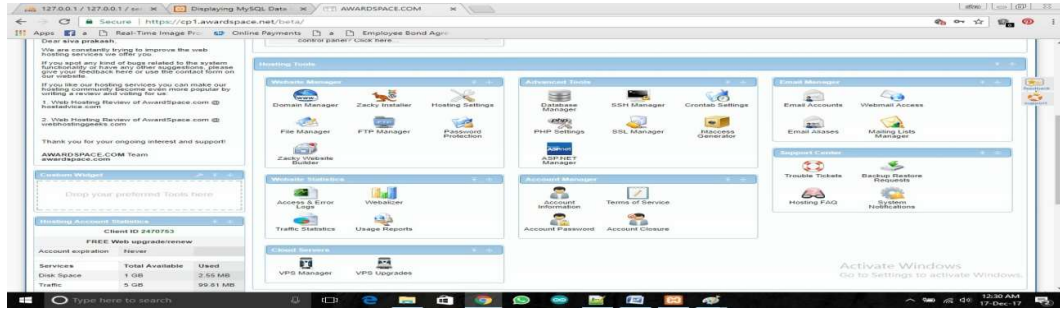 127.0.0.1 / 127.0.0
Displaying MySQL Data
AWARDSPACE.COM
Secure https://cp1.awardspace.net/beta/
Apps
Real-Time Image Pro
Online Payments
Employee Bond Agre
Dear siva prakash,
We are constantly trying to improve the web
hosting services we offer you.
If you spot any kind of bugs related to the system
functionality or have any other suggestions, please
give your feedback here or use the contact form on
our website.
If you like our hosting services you can make our
hosting community become even more popular by
writing a review and voting for us:
1. Web Hosting Review of AwardSpace.com @
hostadvice.com
2. Web Hosting Review of AwardSpace.com @
webhostinggeeks.com
Thank you for your ongoing interest and support!
AWARDSPACE.COM Team
awardspace.com
Custom Widget
Drop your preferred Tools here
Hosting Account Statistics
Client ID 2470763
FREE Web upgrade/renew
Account expiration Never
Services Total Available Used
Disk Space 1 GB 2.55 MB
Traffic 5 GB 99.81 MB
control panel? Click here...
Hosting Tools
Website Manager
Domain Manager
Zacky Installer
Hosting Settings
File Manager
FTP Manager
Password
Protection
Zacky Website
Builder
Website Statistics
Access & Error
Logs
Webalizer
Traffic Statistics
Usage Reports
Cloud Service
VPS Manager
VPS Upgrades
Advanced Tools
Database
Manager
SSH Manager
Crontab Settings
PHP Settings
SSL Manager
Htaccess
Generator
ASP.NET
Manager
Account Manager
Account
Information
Terms of Service
Account Password
Account Closure
Email Manager
Email Accounts
Webmail Access
Email Aliases
Mailing Lists
Manager
Support Center
Trouble Tickets
Backup Restore
Requests
Hosting FAQ
System
Notifications
Activate Windows
Go to Settings to activate Windows.
Type here to search
12:30 AM
17-Dec-17